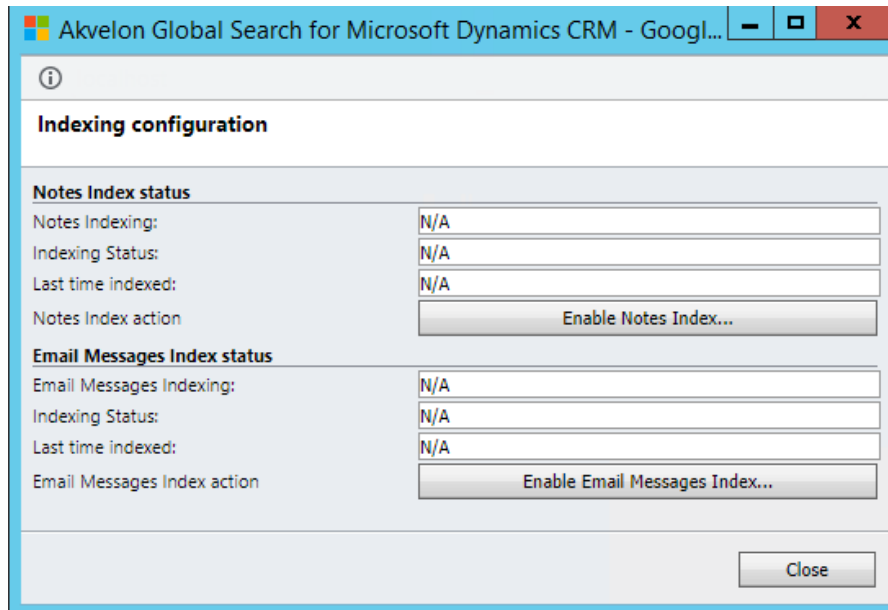 Akvelon Global Search for Microsoft Dynamics CRM - Googl...
Indexing configuration
Notes Index status
Notes Indexing: N/A
Indexing Status: N/A
Last time indexed: N/A
Notes Index action Enable Notes Index...
Email Messages Index status
Email Messages Indexing: N/A
Indexing Status: N/A
Last time indexed: N/A
Email Messages Index action Enable Email Messages Index...
Close